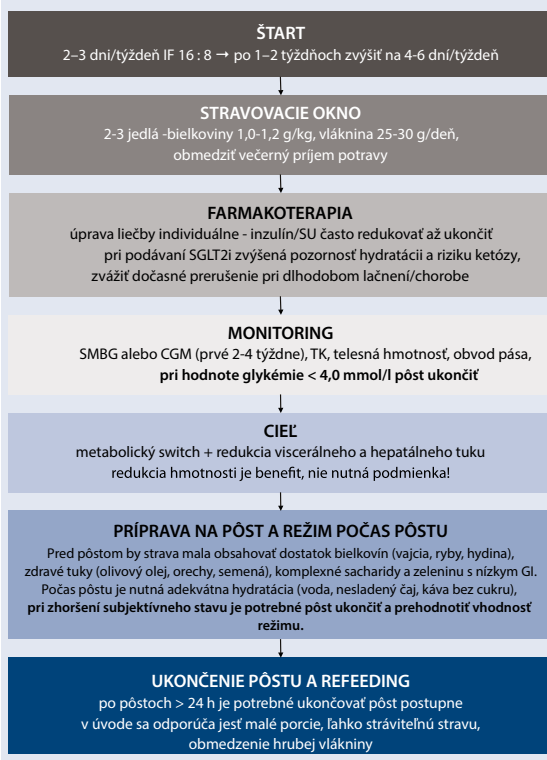 ŠTART
2–3 dni/týždeň IF 16 : 8 → po 1–2 týždňoch zvýšiť na 4-6 dní/týždeň
STRAVOVACIE OKNO
2-3 jedlá -bielkoviny 1,0-1,2 g/kg, vláknina 25-30 g/deň,
obmedziť večerný príjem potravy
FARMAKOTERAPIA
úprava liečby individuálne - inzulín/SU často redukovať až ukončiť
pri podávaní SGLT2i zvýšená pozornosť hydratácii a riziku ketózy,
zvážiť dočasné prerušenie pri dlhodobom lačnení/chorobe
MONITORING
SMBG alebo CGM (prvé 2-4 týždne), TK, telesná hmotnosť, obvod pása,
pri hodnote glykémie < 4,0 mmol/l pôst ukončiť
CIEĽ
metabolický switch + redukcia viscerálneho a hepatálneho tuku
redukcia hmotnosti je benefit, nie nutná podmienka!
PRÍPRAVA NA PÔST A REŽIM POČAS PÔSTU
Pred pôstom by strava mala obsahovať dostatok bielkovín (vajcia, ryby, hydina),
zdravé tuky (olivový olej, orechy, semená), komplexné sacharidy a zeleninu s nízkym GI.
Počas pôstu je nutná adekvátna hydratácia (voda, nesladený čaj, káva bez cukru),
pri zhoršení subjektívneho stavu je potrebné pôst ukončiť a prehodnotiť vhodnosť
režimu.
UKONČENIE PÔSTU A REFEEDING
po pôstoch > 24 h je potrebné ukončovať pôst postupne
v úvode sa odporúča jesť malé porcie, ľahko stráviteľnú stravu,
obmedzenie hrubej vlákniny